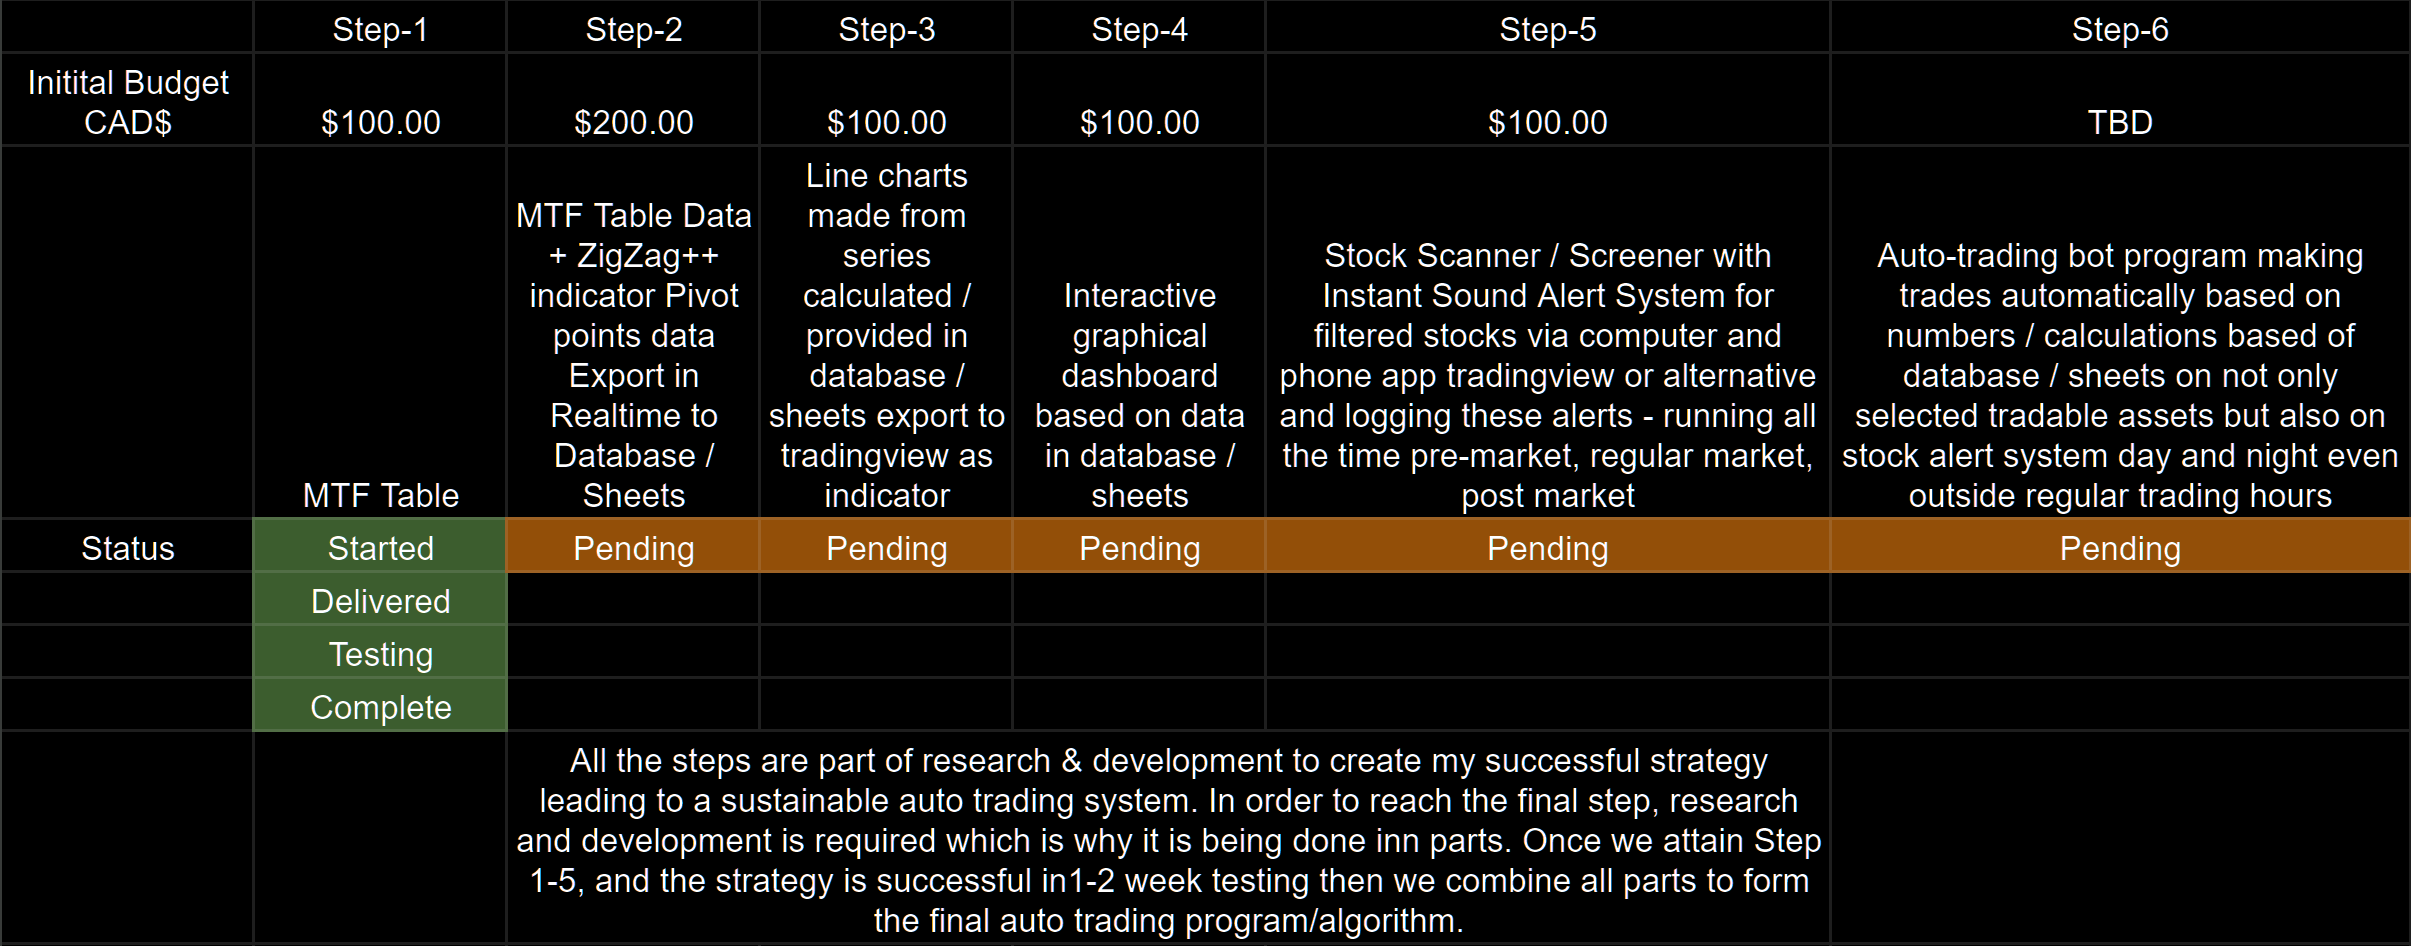 Step-1 Step-2 Step-3 Step-4 Step-5 Step-6
Initital Budget
CAD$ $100.00 $200.00 $100.00 $100.00 $100.00 TBD
MTF Table
MTF Table Data
+ ZigZag++
indicator Pivot
points data
Export in
Realtime to
Database /
Sheets
Line charts
made from
series
calculated /
provided in
database /
sheets export to
tradingview as
indicator
Interactive
graphical
dashboard
based on data
in database /
sheets
Stock Scanner / Screener with
Instant Sound Alert System for
filtered stocks via computer and
phone app tradingview or alternative
and logging these alerts - running all
the time pre-market, regular market,
post market
Auto-trading bot program making
trades automatically based on
numbers / calculations based of
database / sheets on not only
selected tradable assets but also on
stock alert system day and night even
outside regular trading hours
Status Started Pending Pending Pending Pending Pending
Delivered
Testing
Complete
All the steps are part of research & development to create my successful strategy
leading to a sustainable auto trading system. In order to reach the final step, research
and development is required which is why it is being done inn parts. Once we attain Step
1-5, and the strategy is successful in1-2 week testing then we combine all parts to form
the final auto trading program/algorithm.